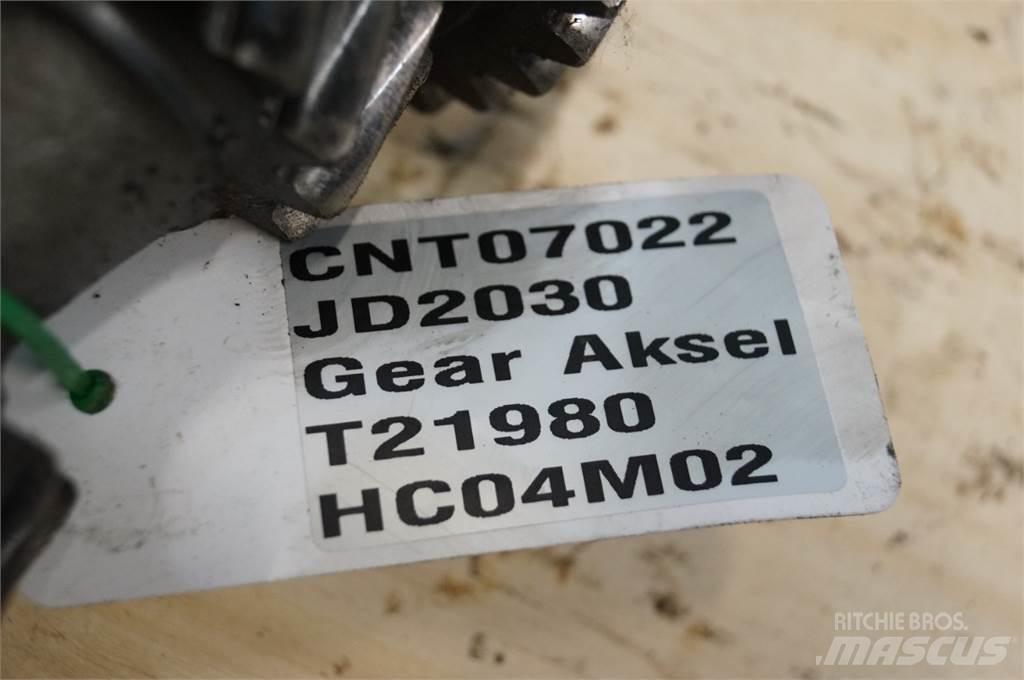 CNT07022
JD2030
Gear Aksel
T21980
HC04M02
RITCHIE BROS.
MASCUS